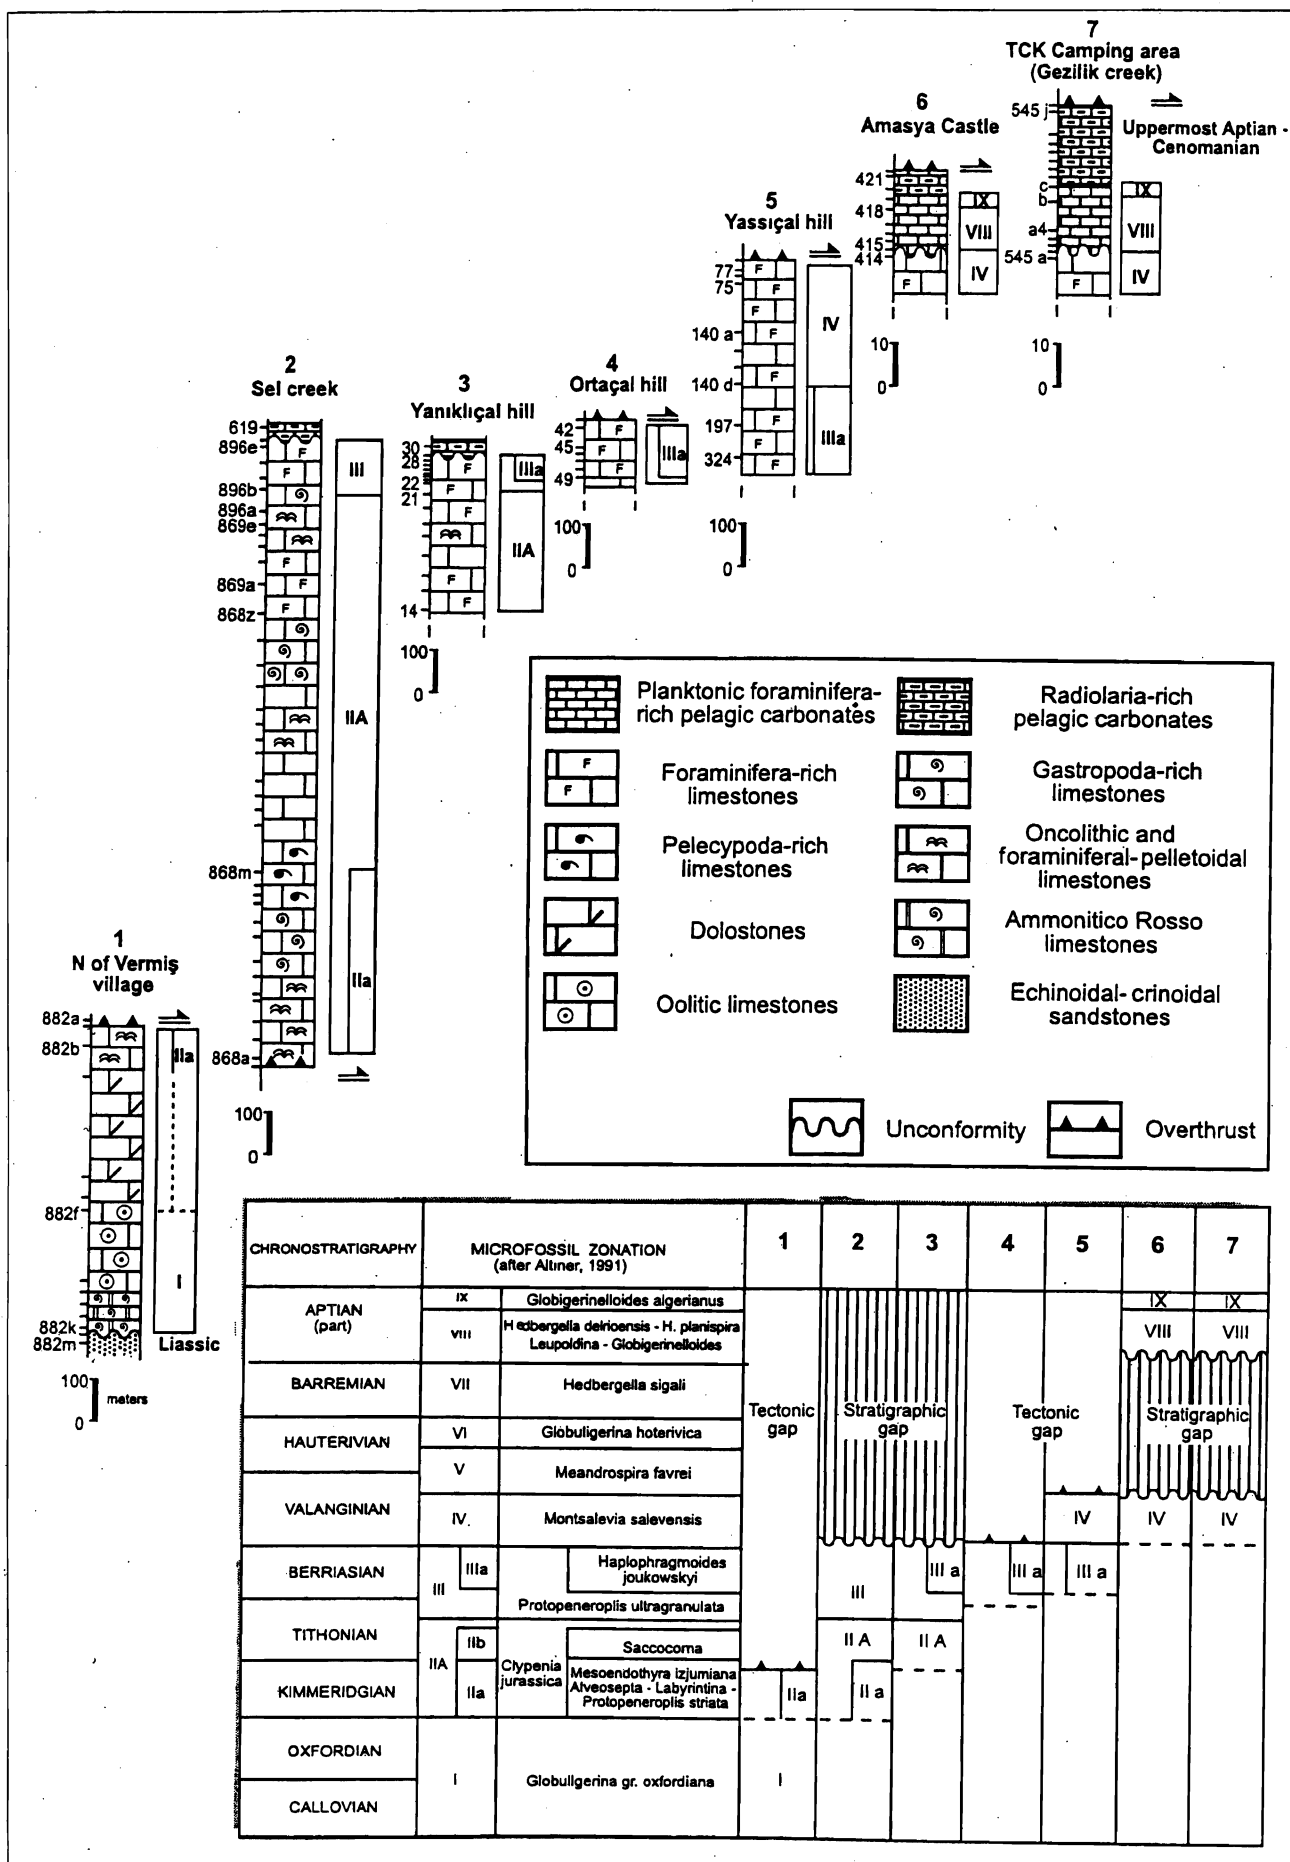 7
TCK Camping area
(Gezilik creek)
545 j
c
b
a4
545 a
Uppermost Aptian -
Cenomanian
IX
VIII
IV
10
0
6
Amasya Castle
421
418
415
414
IX
VIII
IV
10
0
5
Yassıçal hill
77
75
140 a
140 d
197
324
F
IV
IIIa
100
0
4
Ortaçal hill
42
45
49
F
IIIa
100
0
3
Yanıklıçal hill
30
28
22
21
14
F
IIIa
IIA
100
0
2
Sel creek
619
896e
896b
896a
869e
869a
868z
868m
868a
F
III
IIA
IIa
100
0
1
N of Vermiş
village
882a
882b
882f
882k
882m
IIa
I
Liassic
100
0
meters
Planktonic foraminifera-
rich pelagic carbonates
Radiolaria-rich
pelagic carbonates
F
F
Foraminifera-rich
limestones
Gastropoda-rich
limestones
Pelecypoda-rich
limestones
Oncolithic and
foraminiferal-pelletoidal
limestones
Dolostones
Ammonitico Rosso
limestones
Oolitic limestones
Echinoidal-crinoidal
sandstones
Unconformity
Overthrust
CHRONOSTRATIGRAPHY
MICROFOSSIL ZONATION
(after Altıner, 1991)
1 2 3 4 5 6 7
APTIAN
(part)
IX Globigerinelloides algerianus IX IX
VIII Hedbergella delrioensis - H. planispira
Leupoldina - Globigerinelloides VIII VIII
BARREMIAN VII Hedbergella sigali
Tectonic
gap
Stratigraphic
gap
Tectonic
gap
Stratigraphic
gap
HAUTERIVIAN VI Globuligerina hoterivica
V Meandrospira favrei
VALANGINIAN IV. Montsalevia salevensis IV IV IV
BERRIASIAN III IIIa Haplophragmoides
joukowskyi III a III a III a
Protopeneroplis ultragranulata III
TITHONIAN IIA IIb Saccocoma II A II A
Clypenia
jurassica
KIMMERIDGIAN IIa Mesoendothyra izjumiana
Alveosepta - Labyrintina -
Protopeneroplis striata IIa II a
OXFORDIAN
I Globuligerina gr. oxfordiana I
CALLOVIAN